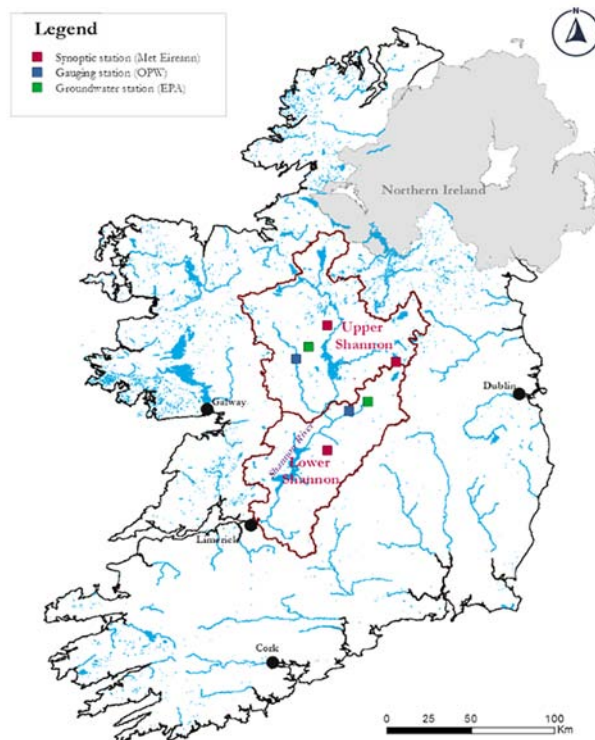 N
Legend
Synoptic station (Met Eireann)
Gauging station (OPW)
Groundwater station (EPA)
Northern Ireland
Upper
Shannon
Dublin
Galway
Shannon River
Lower
Shannon
Limerick
Cork
0 25 50 100
Km